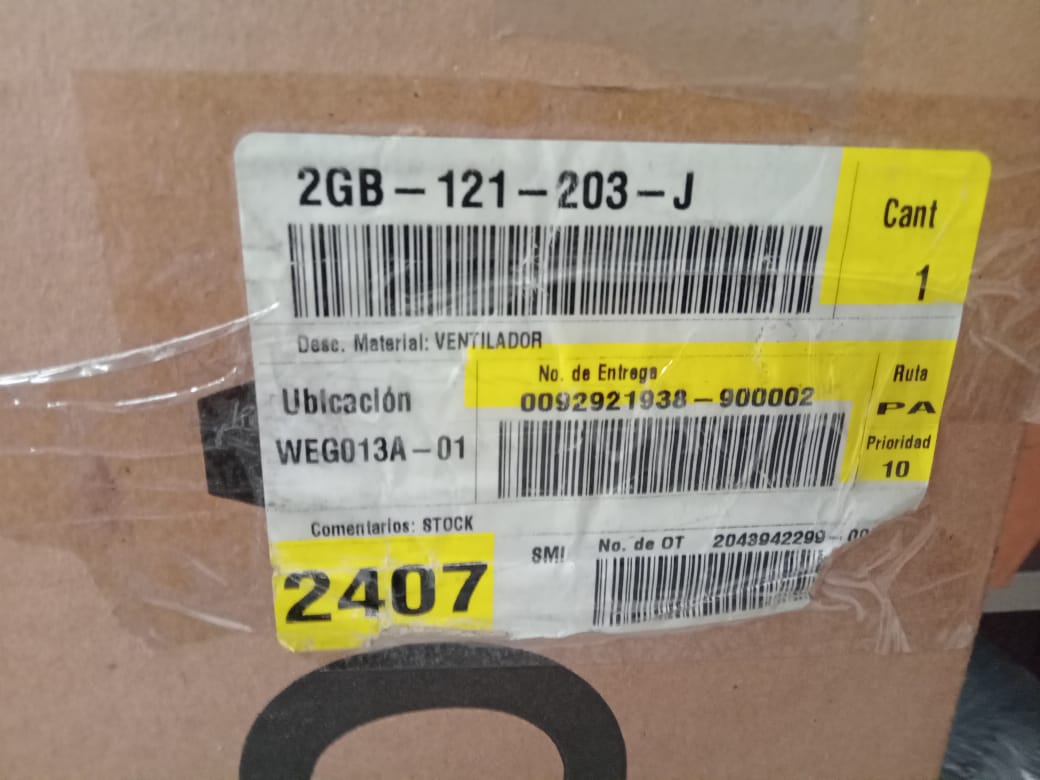 2GB-121-203-J
Cant
1
Desc. Material: VENTILADOR
No. de Entrega
0092921938-900002
Ruta
PA
Ubicación
WEG013A-01
Prioridad
10
Comentarios: STOCK
SMI
No. de OT 2043942299-00
2407